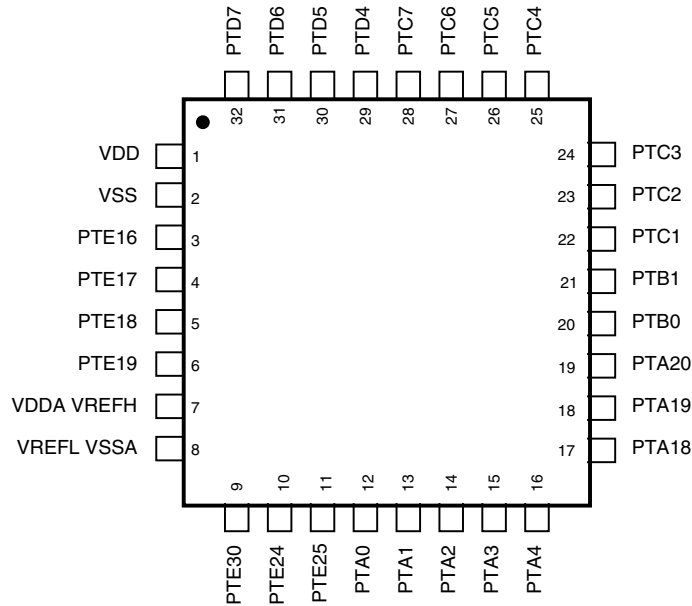 PTD7 PTD6 PTD5 PTD4 PTC7 PTC6 PTC5 PTC4
32 31 30 29 28 27 26 25
VDD 1 24 PTC3
VSS 2 23 PTC2
PTE16 3 22 PTC1
PTE17 4 21 PTB1
PTE18 5 20 PTB0
PTE19 6 19 PTA20
VDDA VREFH 7 18 PTA19
VREFL VSSA 8 17 PTA18
9 10 11 12 13 14 15 16
PTE30 PTE24 PTE25 PTA0 PTA1 PTA2 PTA3 PTA4